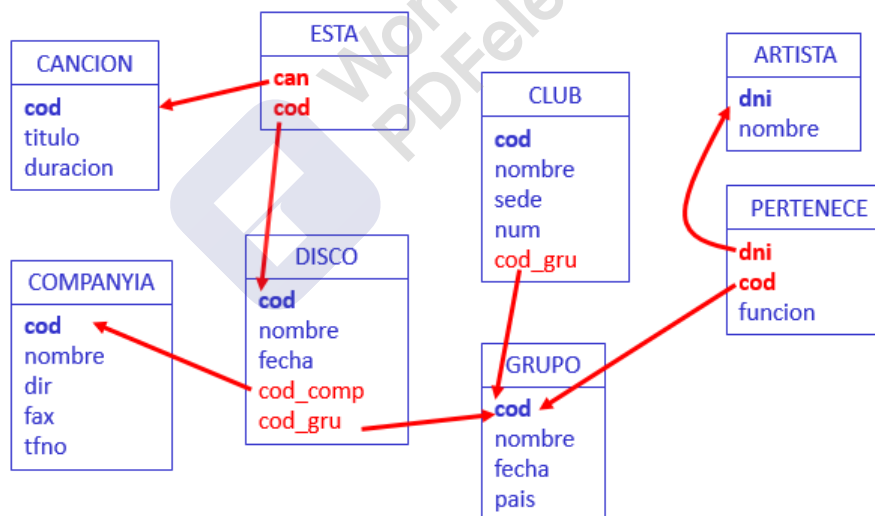 ESTA
can
cod
CANCION
cod
titulo
duracion
CLUB
cod
nombre
sede
num
cod_gru
ARTISTA
dni
nombre
PERTENECE
dni
cod
funcion
DISCO
cod
nombre
fecha
cod_comp
cod_gru
COMPANYIA
cod
nombre
dir
fax
tfno
GRUPO
cod
nombre
fecha
pais